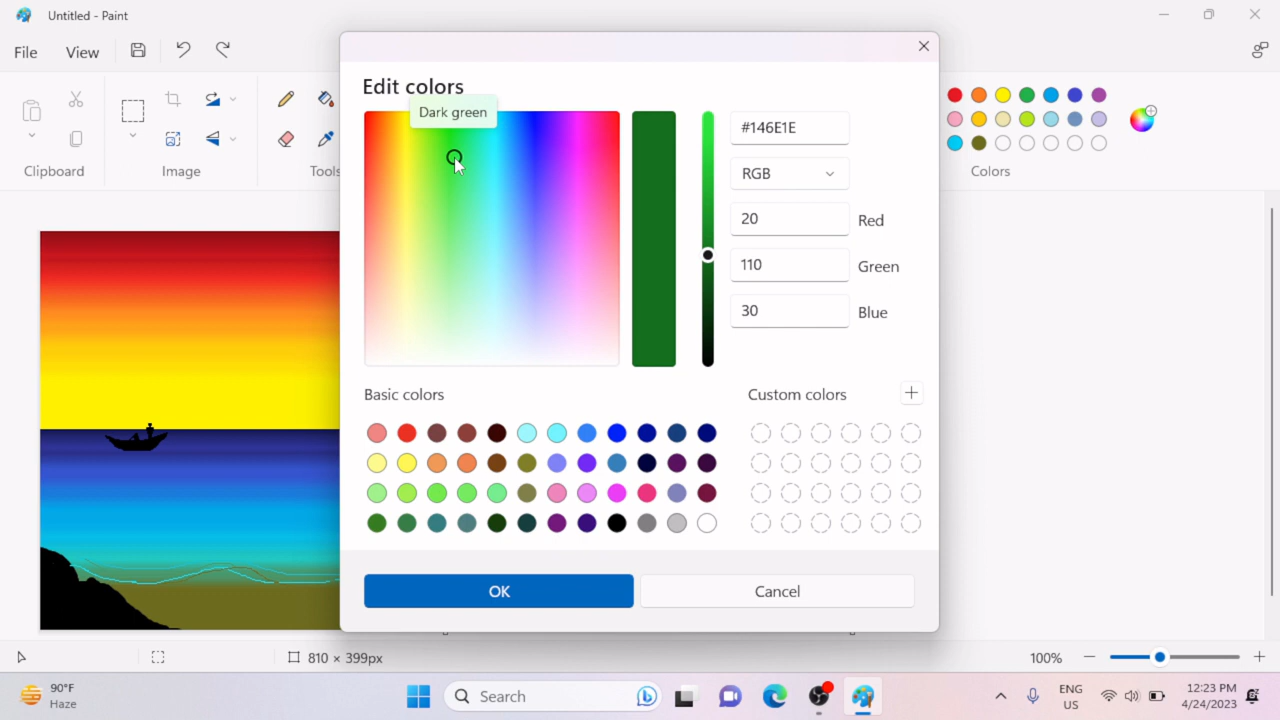 Untitled - Paint
File View
Edit colors
Dark green
#146E1E
RGB
20 Red
110 Green
30 Blue
Clipboard
Image
Tools
Colors
Basic colors
Custom colors
OK
Cancel
810 × 399px
100%
90°F
Haze
Search
ENG
US
12:23 PM
4/24/2023